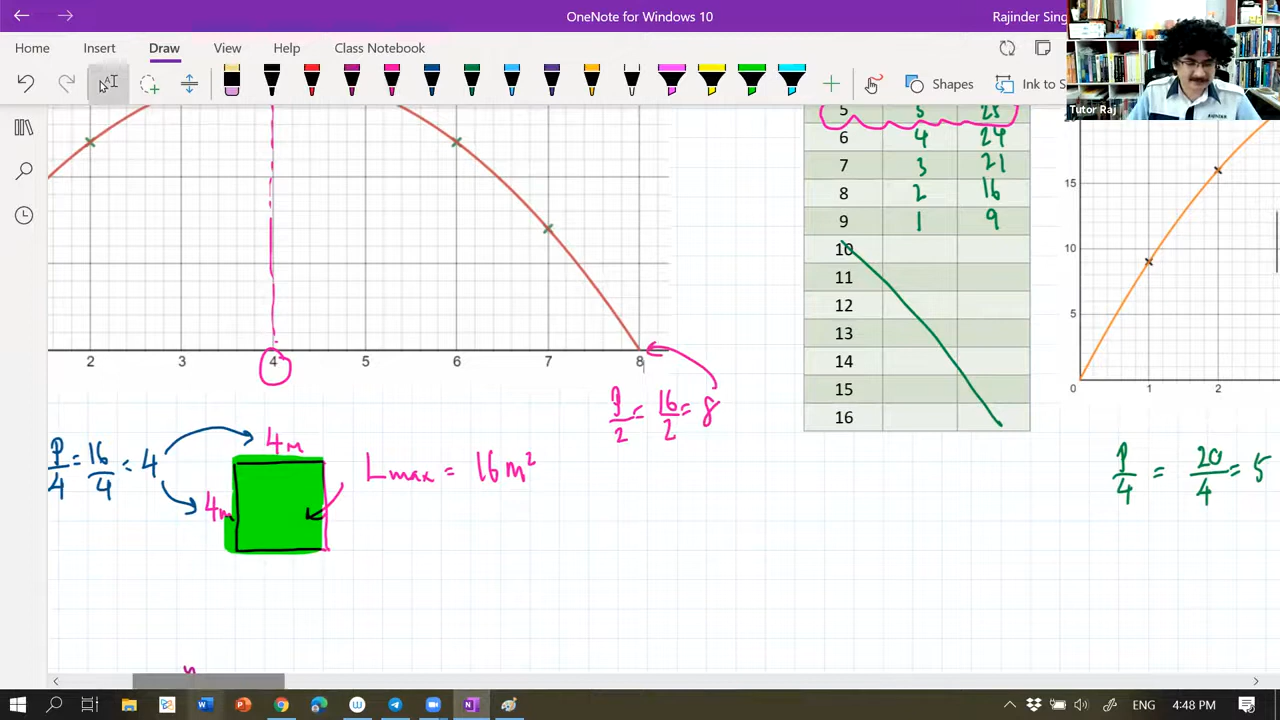 OneNote for Windows 10
Rajinder Sing
Home Insert Draw View Help Class Notebook
Shapes
Ink to S
Tutor Raj
5 5 25
6 4 24
7 3 21
8 2 16
9 1 9
10
11
12
13
14
15
16
2 3 4 5 6 7 8
15
10
5
0 1 2
P/2 = 16/2 = 8
P/4 = 16/4 = 4
4m
4m
Lmax = 16m²
P/4 = 20/4 = 5
ENG 4:48 PM